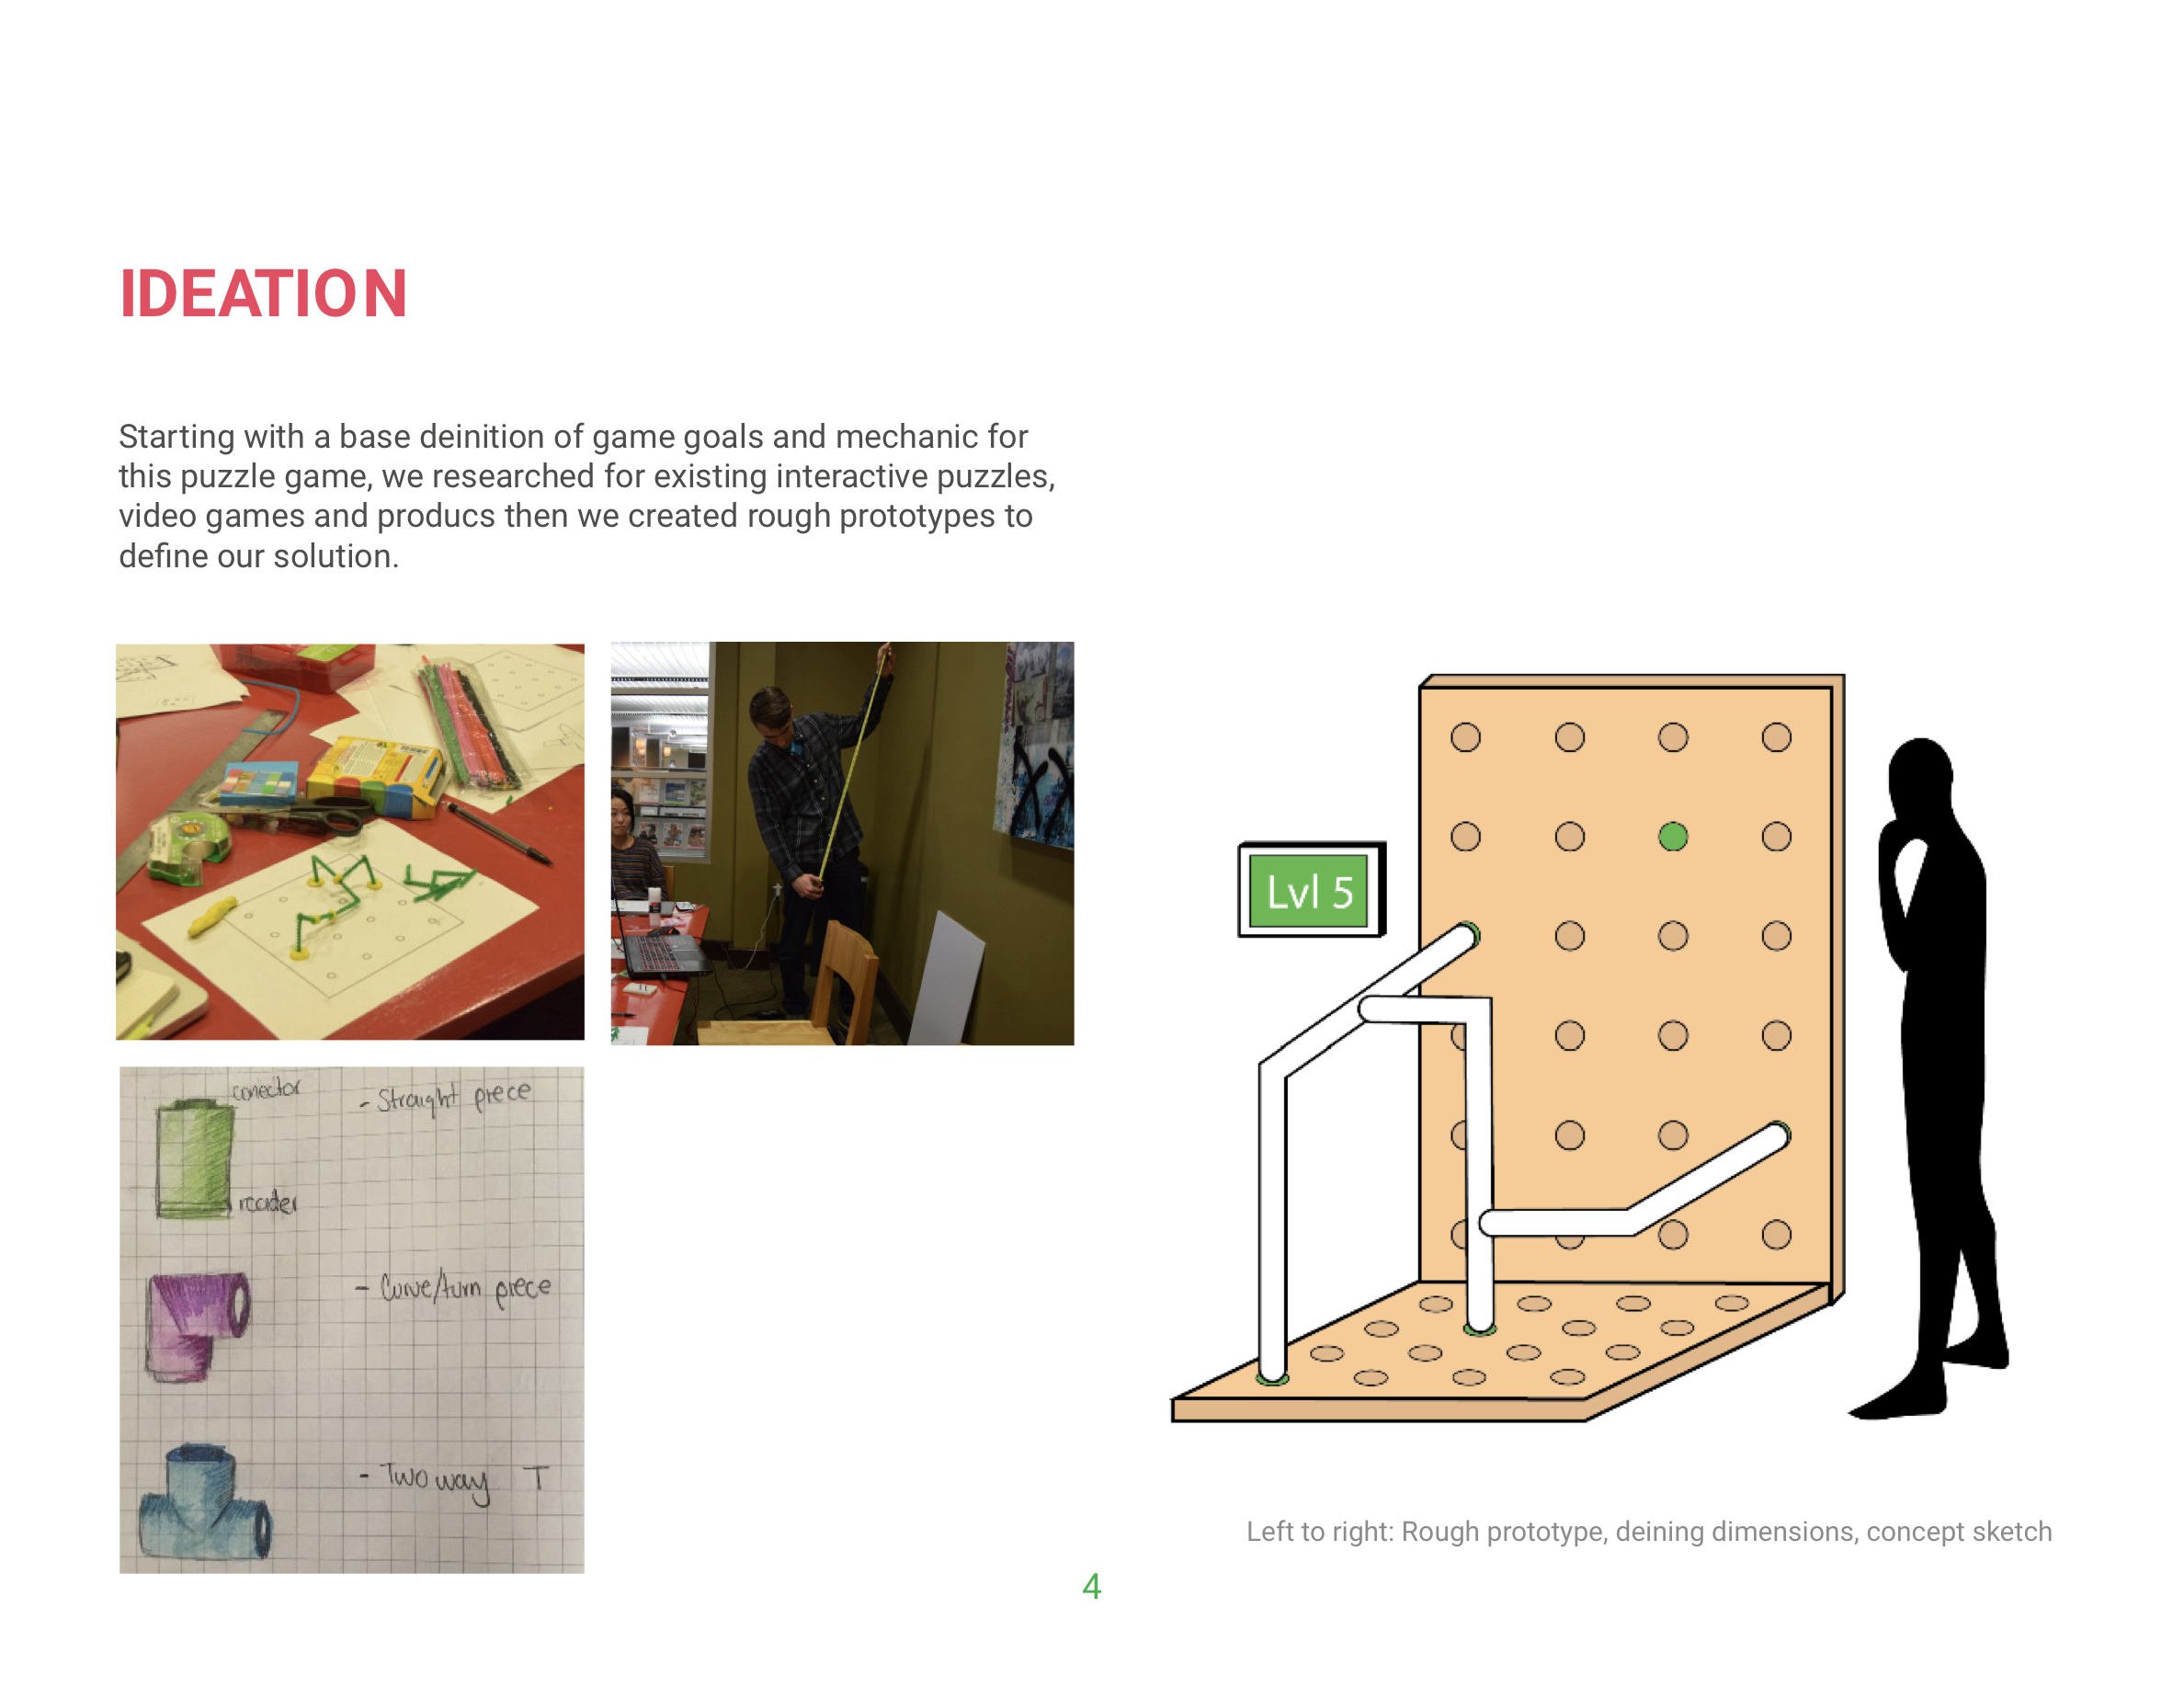 IDEATION
Starting with a base deinition of game goals and mechanic for
this puzzle game, we researched for existing interactive puzzles,
video games and producs then we created rough prototypes to
define our solution.
Lvl 5
conector
- Straight piece
reader
- Curve/turn piece
- Two way T
Left to right: Rough prototype, deining dimensions, concept sketch
4